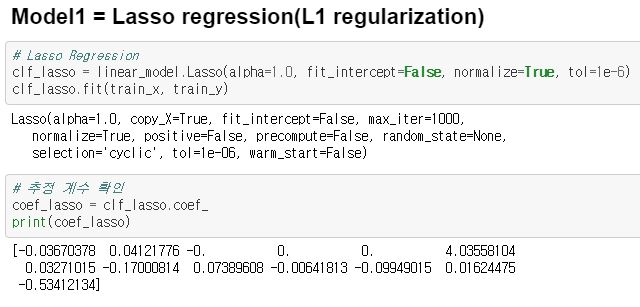 Model1 = Lasso regression(L1 regularization)
# Lasso Regression
clf_lasso = linear_model.Lasso(alpha=1.0, fit_intercept=False, normalize=True, tol=1e-6)
clf_lasso.fit(train_x, train_y)
Lasso(alpha=1.0, copy_X=True, fit_intercept=False, max_iter=1000,
normalize=True, positive=False, precompute=False, random_state=None,
selection='cyclic', tol=1e-06, warm_start=False)
# 추정 계수 확인
coef_lasso = clf_lasso.coef_
print(coef_lasso)
[-0.03670378 0.04121776 -0. 0. 0. 4.03558104
0.03271015 -0.17000814 0.07389608 -0.00641813 -0.09949015 0.01624475
-0.53412134]